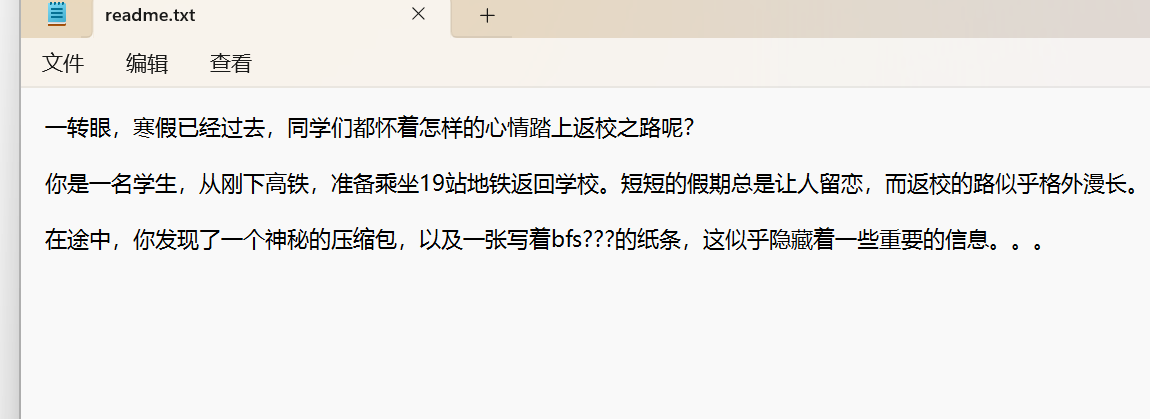 readme.txt
文件 编辑 查看
一转眼，寒假已经过去，同学们都怀着怎样的心情踏上返校之路呢？
你是一名学生，从刚下高铁，准备乘坐19站地铁返回学校。短短的假期总是让人留恋，而返校的路似乎格外漫长。
在途中，你发现了一个神秘的压缩包，以及一张写着bfs???的纸条，这似乎隐藏着一些重要的信息。。。